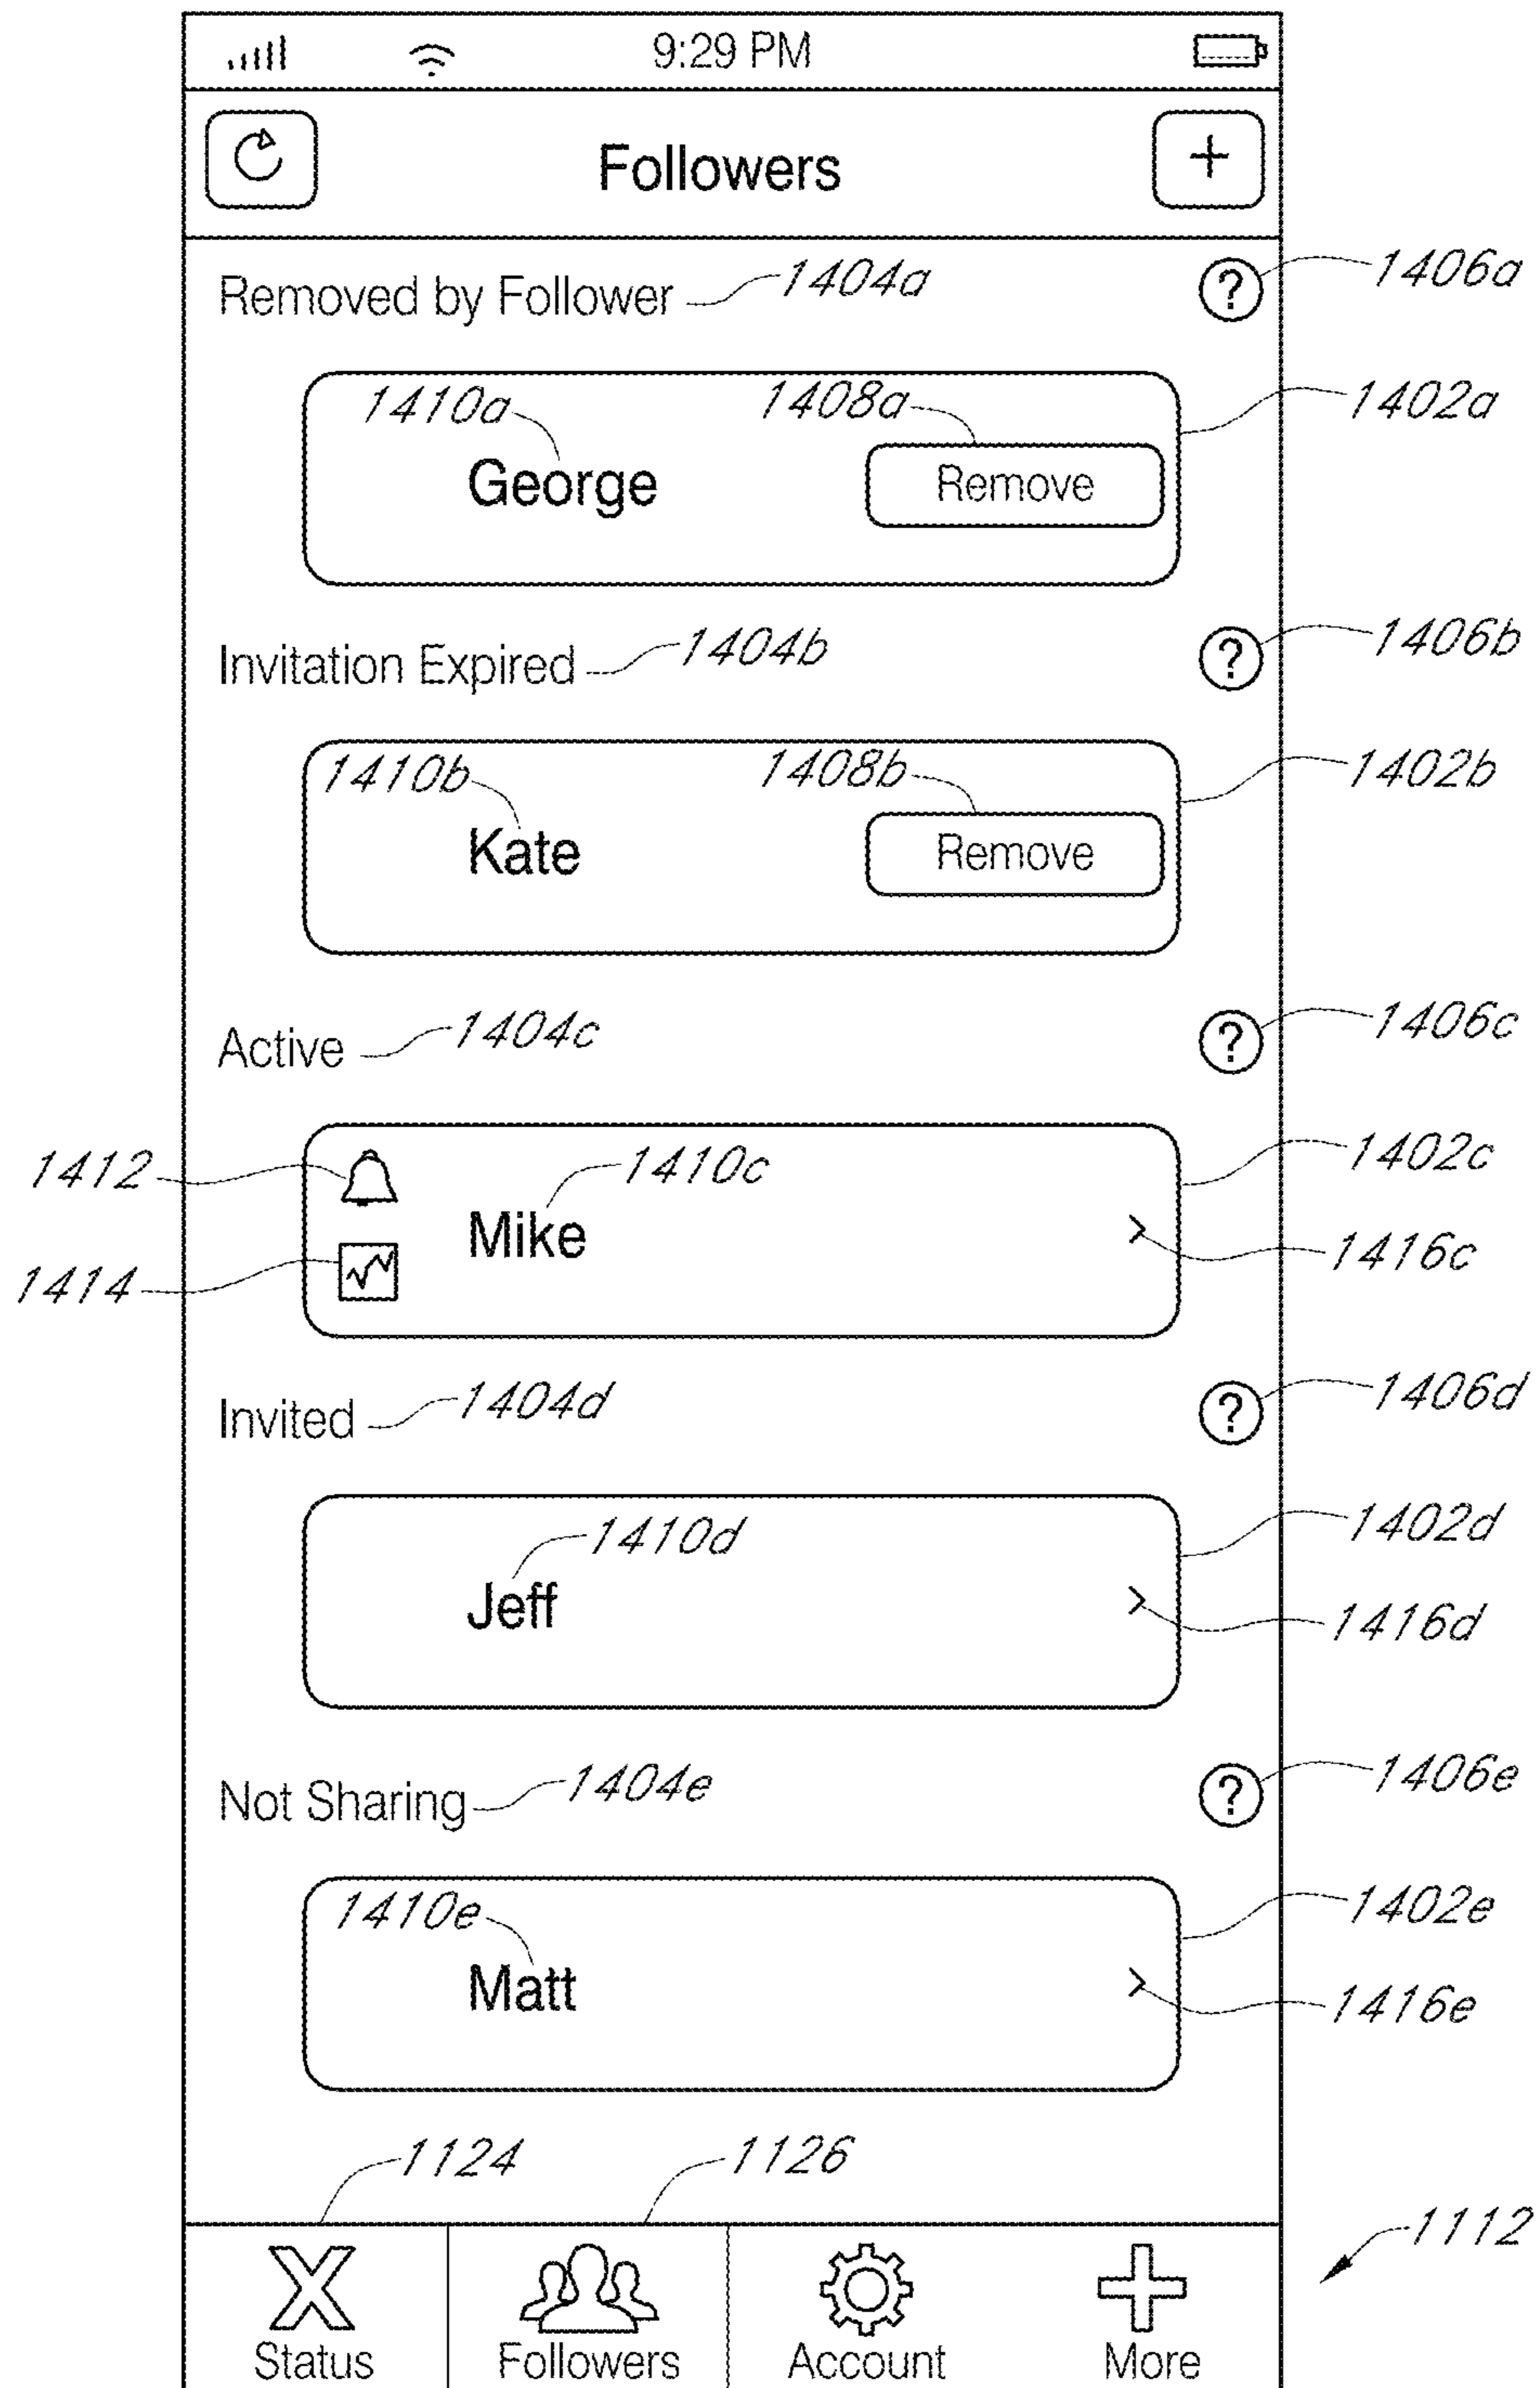 9:29 PM
Followers +
Removed by Follower 1404a ? 1406a
1410a 1408a 1402a
George Remove
Invitation Expired 1404b ? 1406b
1410b 1408b 1402b
Kate Remove
Active 1404c ? 1406c
1412 1410c 1402c
Mike > 1416c
1414
Invited 1404d ? 1406d
1410d 1402d
Jeff > 1416d
Not Sharing 1404e ? 1406e
1410e 1402e
Matt > 1416e
1124 1126
1112
X
Status Followers Account More